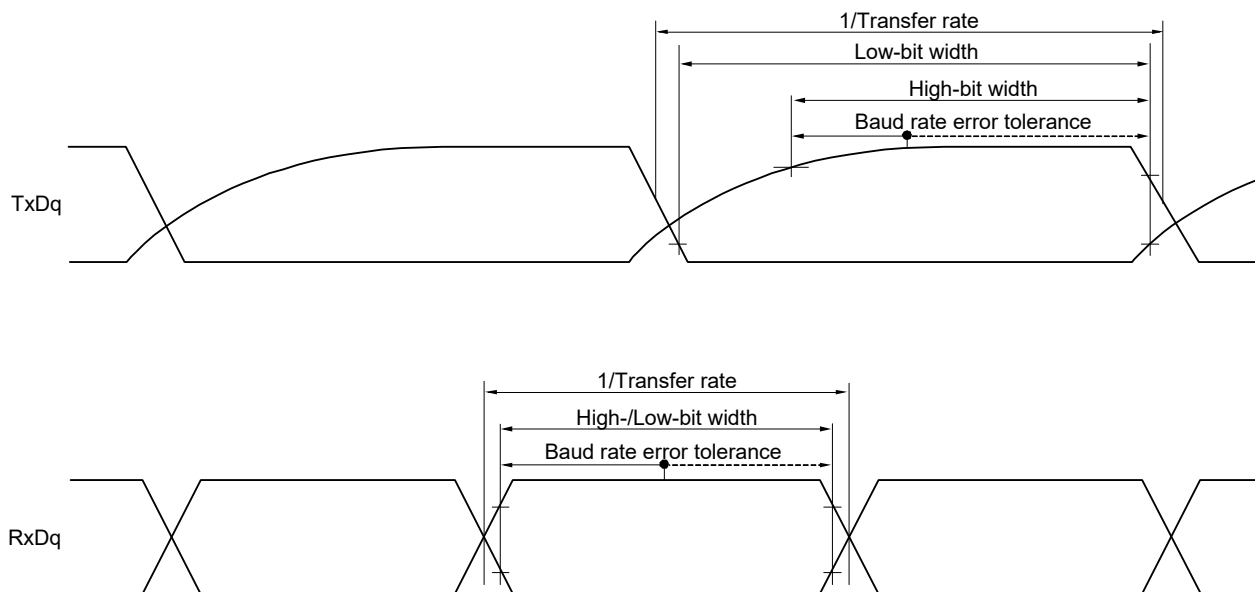 1/Transfer rate
Low-bit width
High-bit width
Baud rate error tolerance
TxDq
1/Transfer rate
High-/Low-bit width
Baud rate error tolerance
RxDq